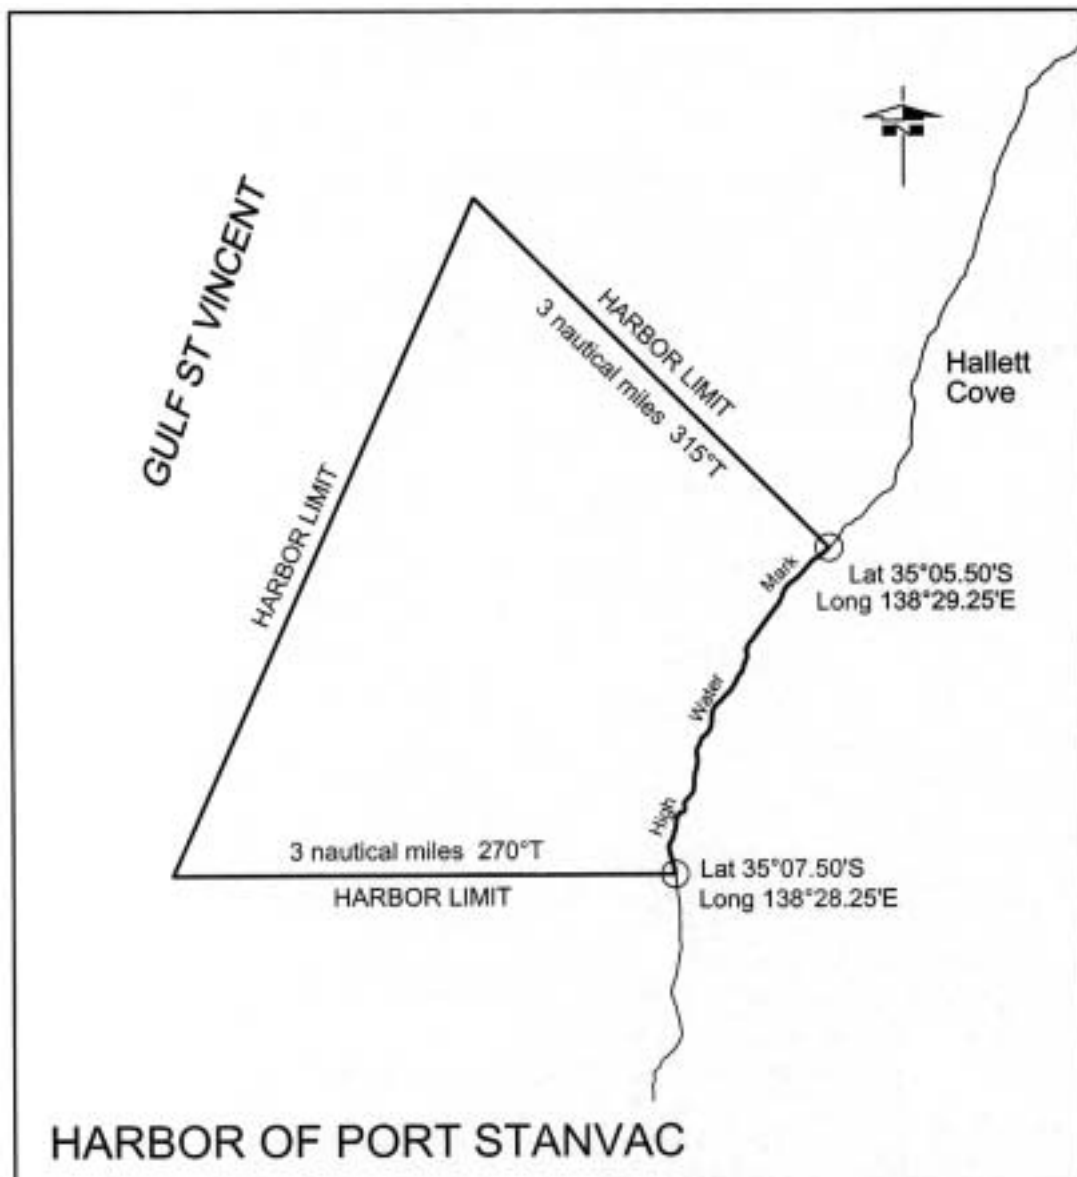 GULF ST VINCENT
HARBOR LIMIT
3 nautical miles 315°T
Hallett
Cove
HARBOR LIMIT
Mark
Lat 35°05.50'S
Long 138°29.25'E
Water
High
3 nautical miles 270°T
HARBOR LIMIT
Lat 35°07.50'S
Long 138°28.25'E
HARBOR OF PORT STANVAC